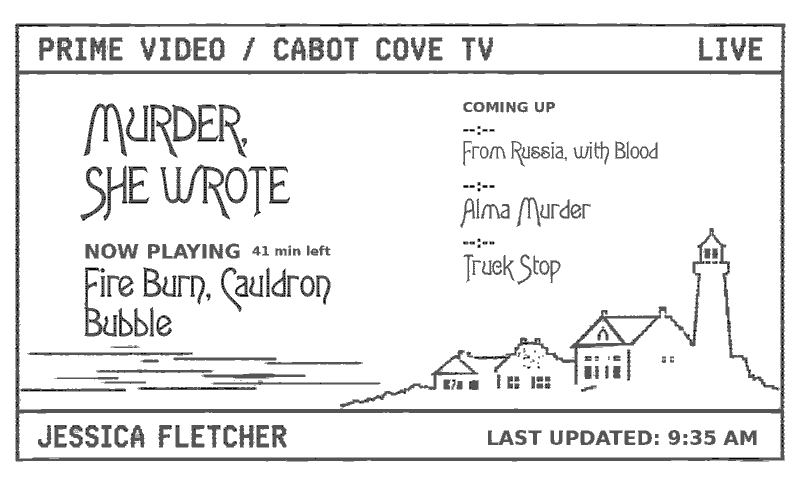 PRIME VIDEO / CABOT COVE TV
LIVE
MURDER,
SHE WROTE
NOW PLAYING 41 min left
Fire Burn, Cauldron
Bubble
COMING UP
--:--
From Russia, with Blood
--:--
Alma Murder
--:--
Truck Stop
JESSICA FLETCHER
LAST UPDATED: 9:35 AM